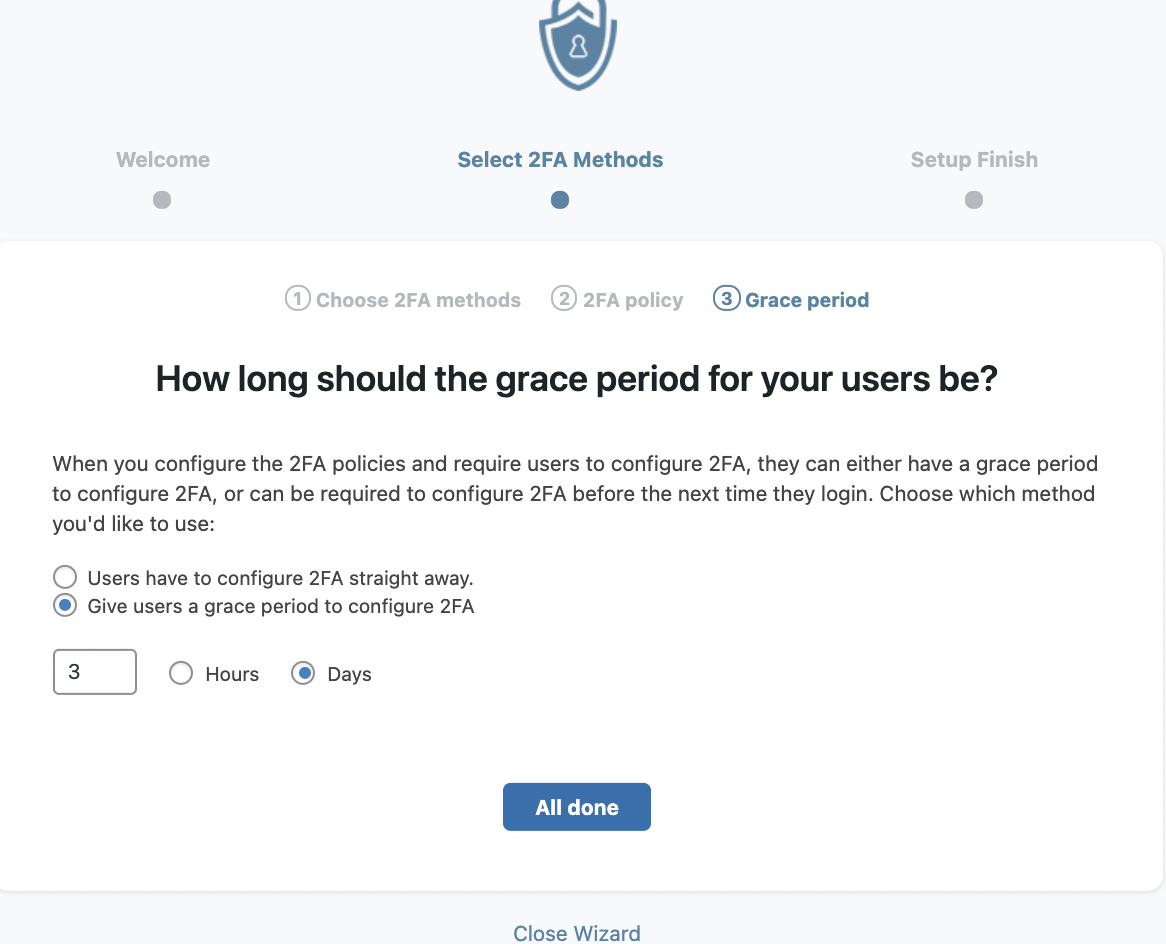 Welcome
Select 2FA Methods
Setup Finish
1 Choose 2FA methods 2 2FA policy 3 Grace period
How long should the grace period for your users be?
When you configure the 2FA policies and require users to configure 2FA, they can either have a grace period
to configure 2FA, or can be required to configure 2FA before the next time they login. Choose which method
you'd like to use:
Users have to configure 2FA straight away.
Give users a grace period to configure 2FA
3 Hours Days
All done
Close Wizard